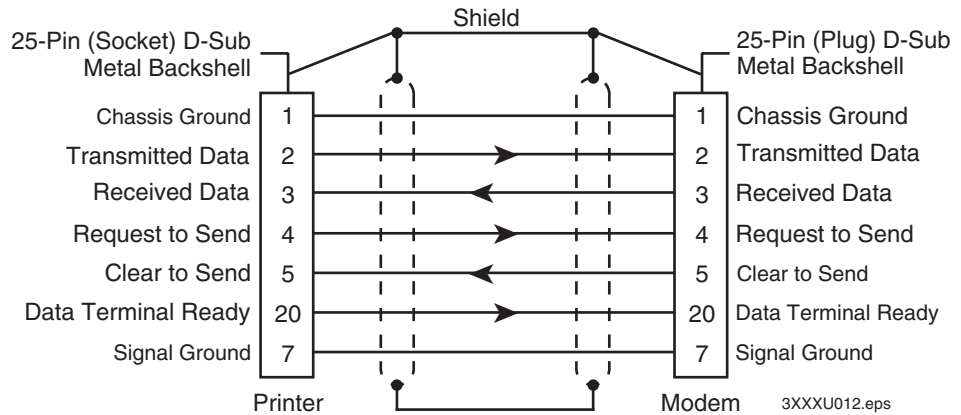 Shield
25-Pin (Socket) D-Sub
Metal Backshell
25-Pin (Plug) D-Sub
Metal Backshell
Chassis Ground 1 1 Chassis Ground
Transmitted Data 2 2 Transmitted Data
Received Data 3 3 Received Data
Request to Send 4 4 Request to Send
Clear to Send 5 5 Clear to Send
Data Terminal Ready 20 20 Data Terminal Ready
Signal Ground 7 7 Signal Ground
Printer Modem 3XXXU012.eps